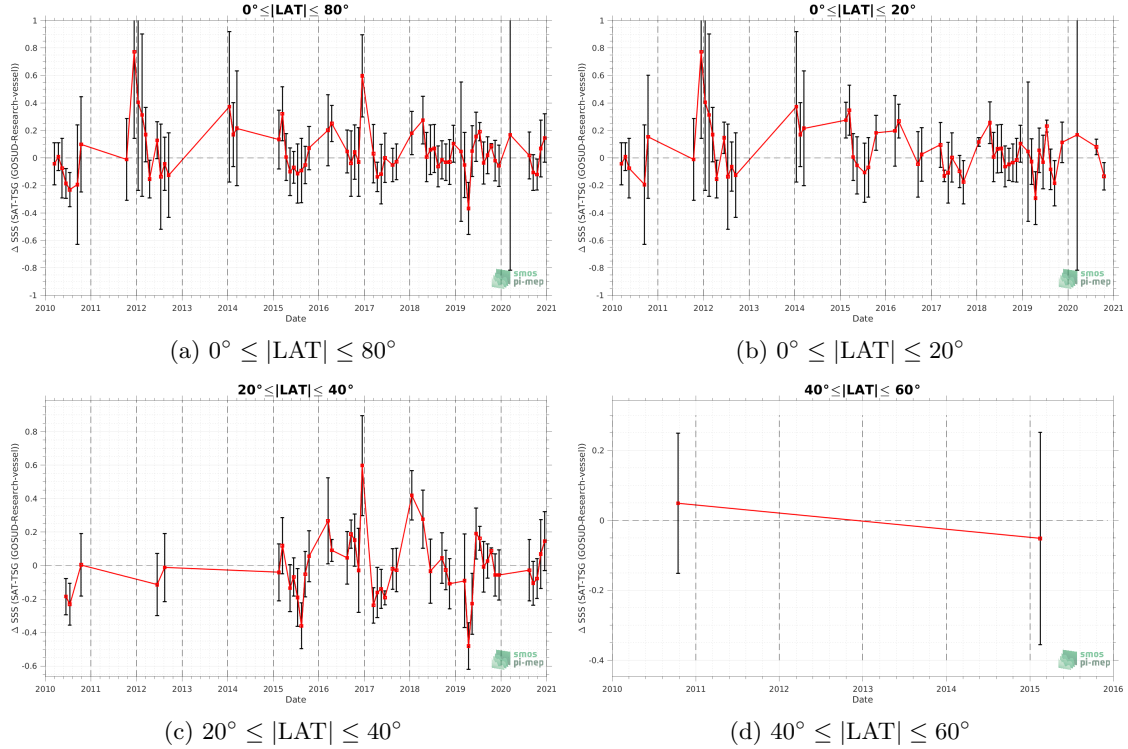 0°≤|LAT|≤ 80°
Δ SSS (SAT-TSG (GOSUD-Research-vessel))
1
0.8
0.6
0.4
0.2
0
-0.2
-0.4
-0.6
-0.8
-1
smos
pi-mep
2010 2011 2012 2013 2014 2015 2016 2017 2018 2019 2020 2021
Date
(a) 0° ≤ |LAT| ≤ 80°
0°≤|LAT|≤ 20°
Δ SSS (SAT-TSG (GOSUD-Research-vessel))
1
0.8
0.6
0.4
0.2
0
-0.2
-0.4
-0.6
-0.8
-1
smos
pi-mep
2010 2011 2012 2013 2014 2015 2016 2017 2018 2019 2020 2021
Date
(b) 0° ≤ |LAT| ≤ 20°
20°≤|LAT|≤ 40°
Δ SSS (SAT-TSG (GOSUD-Research-vessel))
0.8
0.6
0.4
0.2
0
-0.2
-0.4
-0.6
smos
pi-mep
2010 2011 2012 2013 2014 2015 2016 2017 2018 2019 2020 2021
Date
(c) 20° ≤ |LAT| ≤ 40°
40°≤|LAT|≤ 60°
Δ SSS (SAT-TSG (GOSUD-Research-vessel))
0.2
0
-0.2
-0.4
smos
pi-mep
2010 2011 2012 2013 2014 2015 2016
Date
(d) 40° ≤ |LAT| ≤ 60°